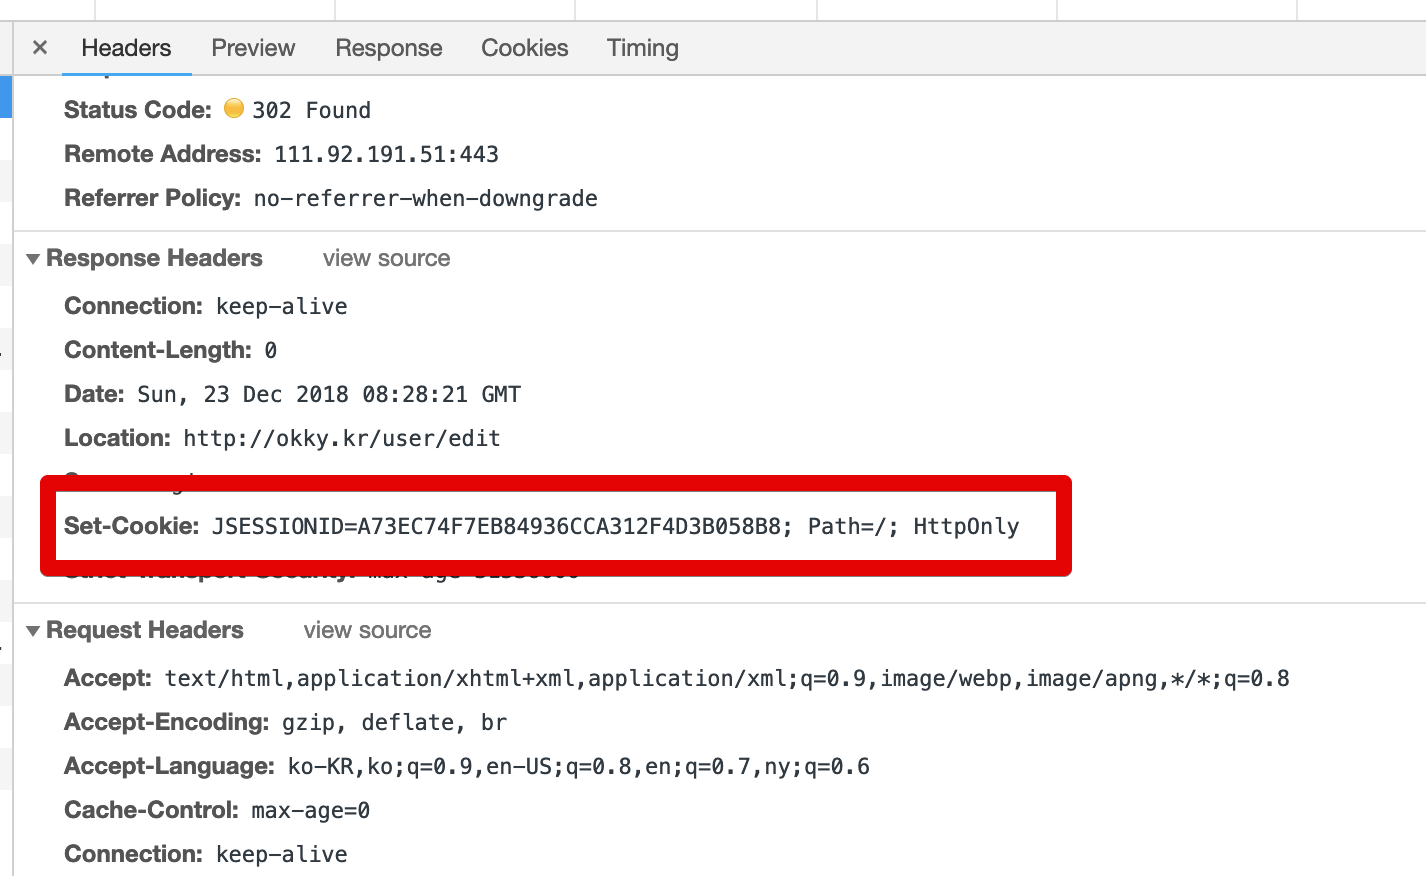 × Headers Preview Response Cookies Timing
Status Code: 302 Found
Remote Address: 111.92.191.51:443
Referrer Policy: no-referrer-when-downgrade
Response Headers view source
Connection: keep-alive
Content-Length: 0
Date: Sun, 23 Dec 2018 08:28:21 GMT
Location: http://okky.kr/user/edit
Set-Cookie: JSESSIONID=A73EC74F7EB84936CCA312F4D3B058B8; Path=/; HttpOnly
Strict-Transport-Security: max-age
Request Headers view source
Accept: text/html,application/xhtml+xml,application/xml;q=0.9,image/webp,image/apng,*/*;q=0.8
Accept-Encoding: gzip, deflate, br
Accept-Language: ko-KR,ko;q=0.9,en-US;q=0.8,en;q=0.7,ny;q=0.6
Cache-Control: max-age=0
Connection: keep-alive